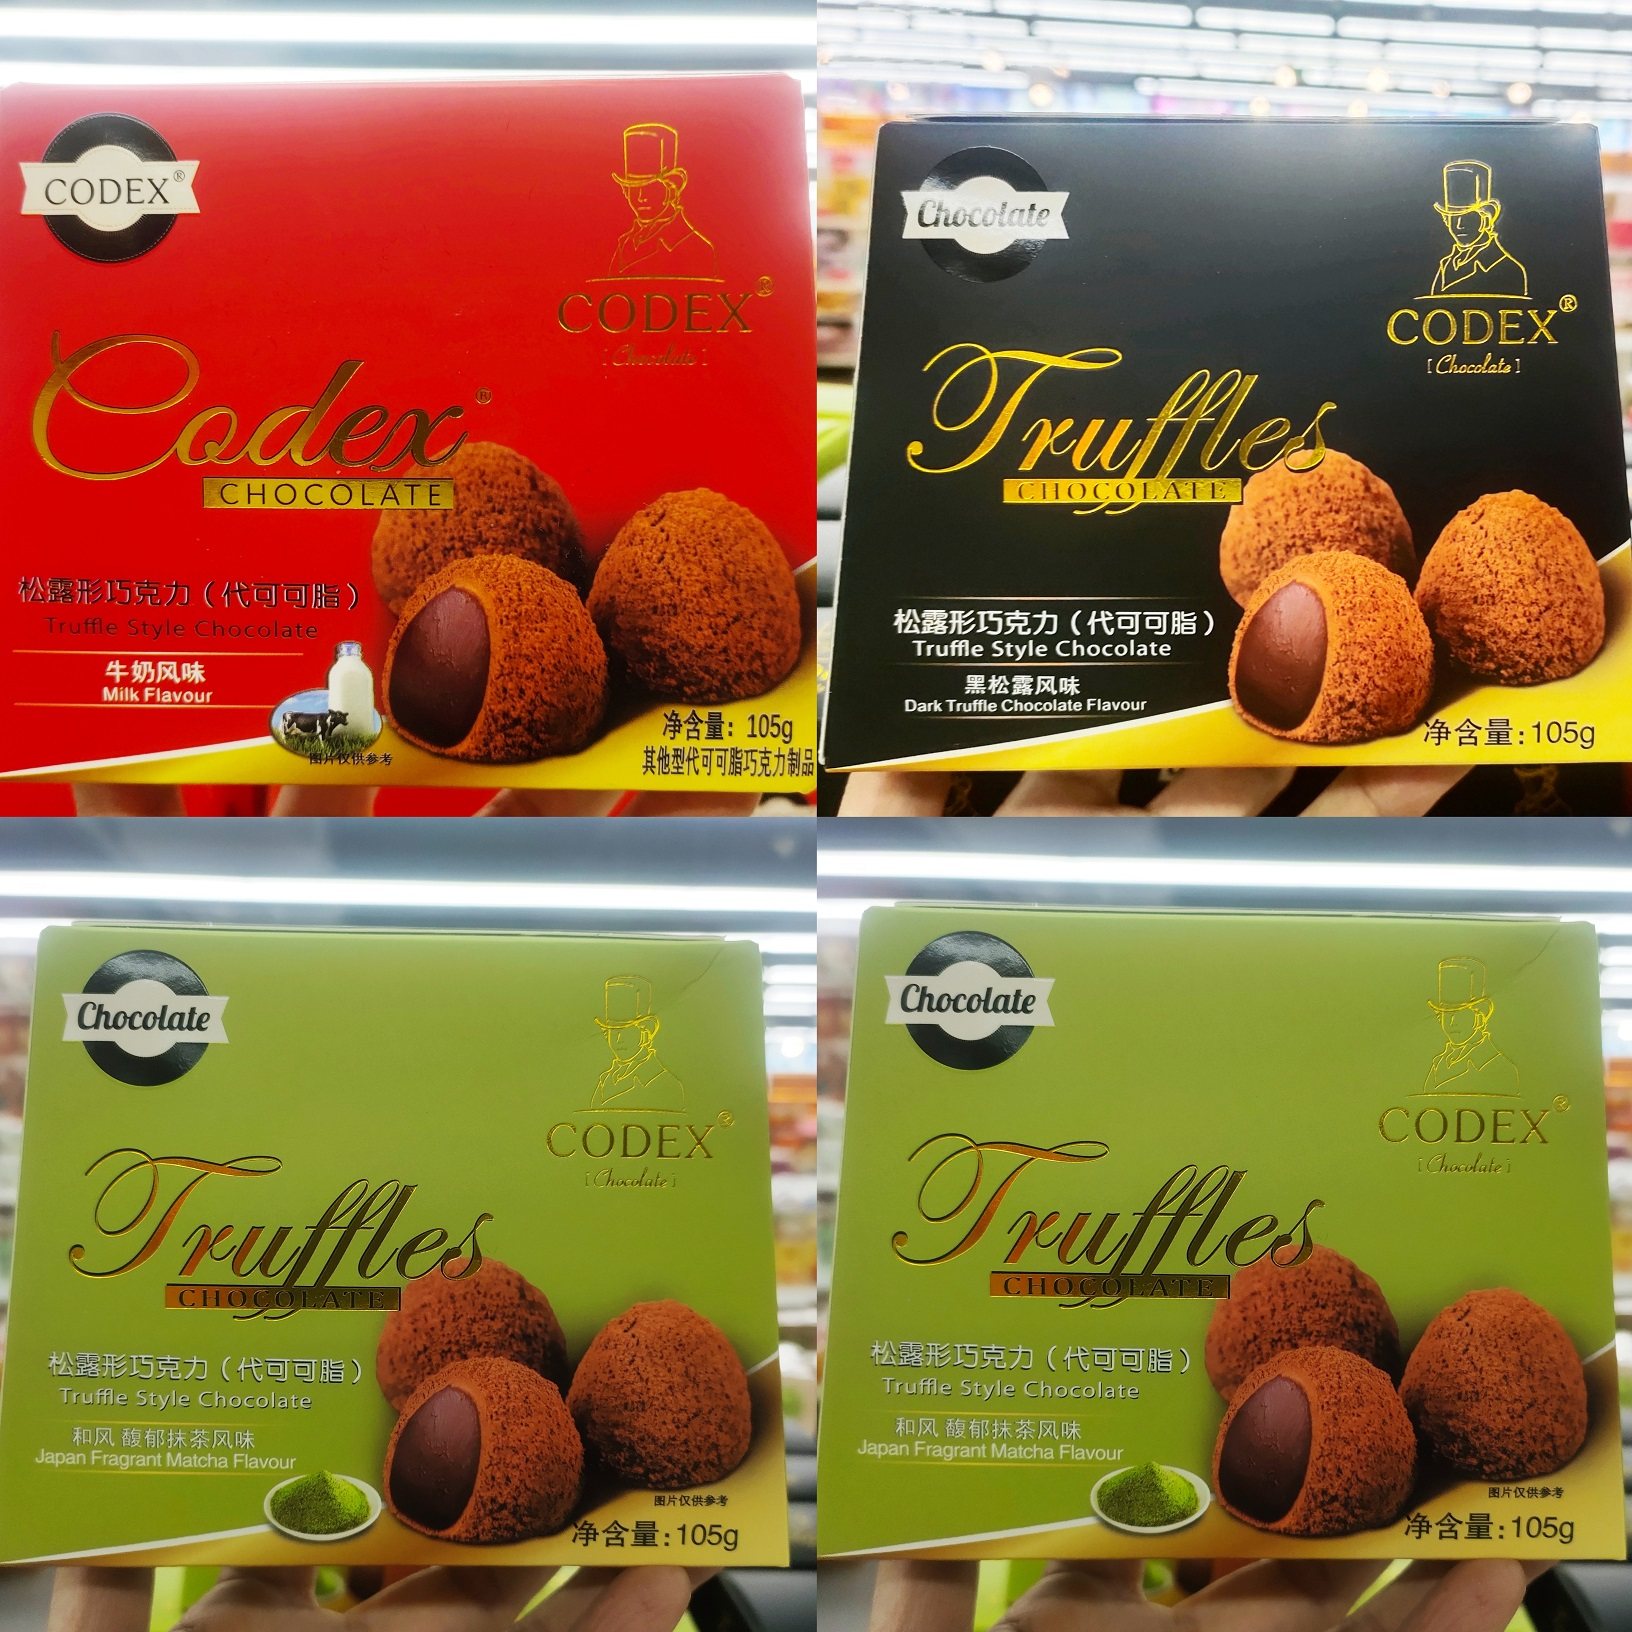 CODEX®
CODEX®
[Chocolate]
Codex®
CHOCOLATE
松露形巧克力（代可可脂）
Truffle Style Chocolate
牛奶风味
Milk Flavour
图片仅供参考
净含量：105g
其他型代可可脂巧克力制品
Chocolate
CODEX®
[Chocolate]
Truffles
CHOCOLATE
松露形巧克力（代可可脂）
Truffle Style Chocolate
黑松露风味
Dark Truffle Chocolate Flavour
净含量：105g
Chocolate
CODEX®
[Chocolate]
Truffles
CHOCOLATE
松露形巧克力（代可可脂）
Truffle Style Chocolate
和风 馥郁抹茶风味
Japan Fragrant Matcha Flavour
图片仅供参考
净含量：105g
Chocolate
CODEX®
[Chocolate]
Truffles
CHOCOLATE
松露形巧克力（代可可脂）
Truffle Style Chocolate
和风 馥郁抹茶风味
Japan Fragrant Matcha Flavour
图片仅供参考
净含量：105g